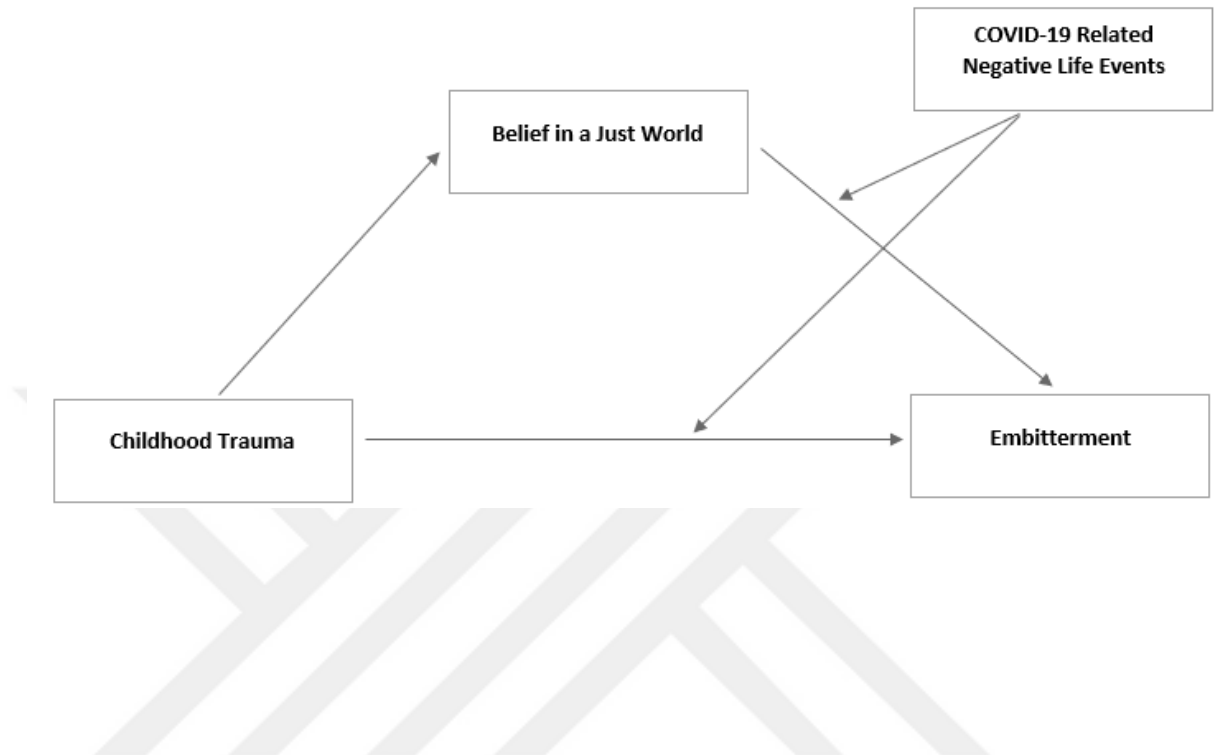 COVID-19 Related
Negative Life Events
Belief in a Just World
Childhood Trauma
Embitterment